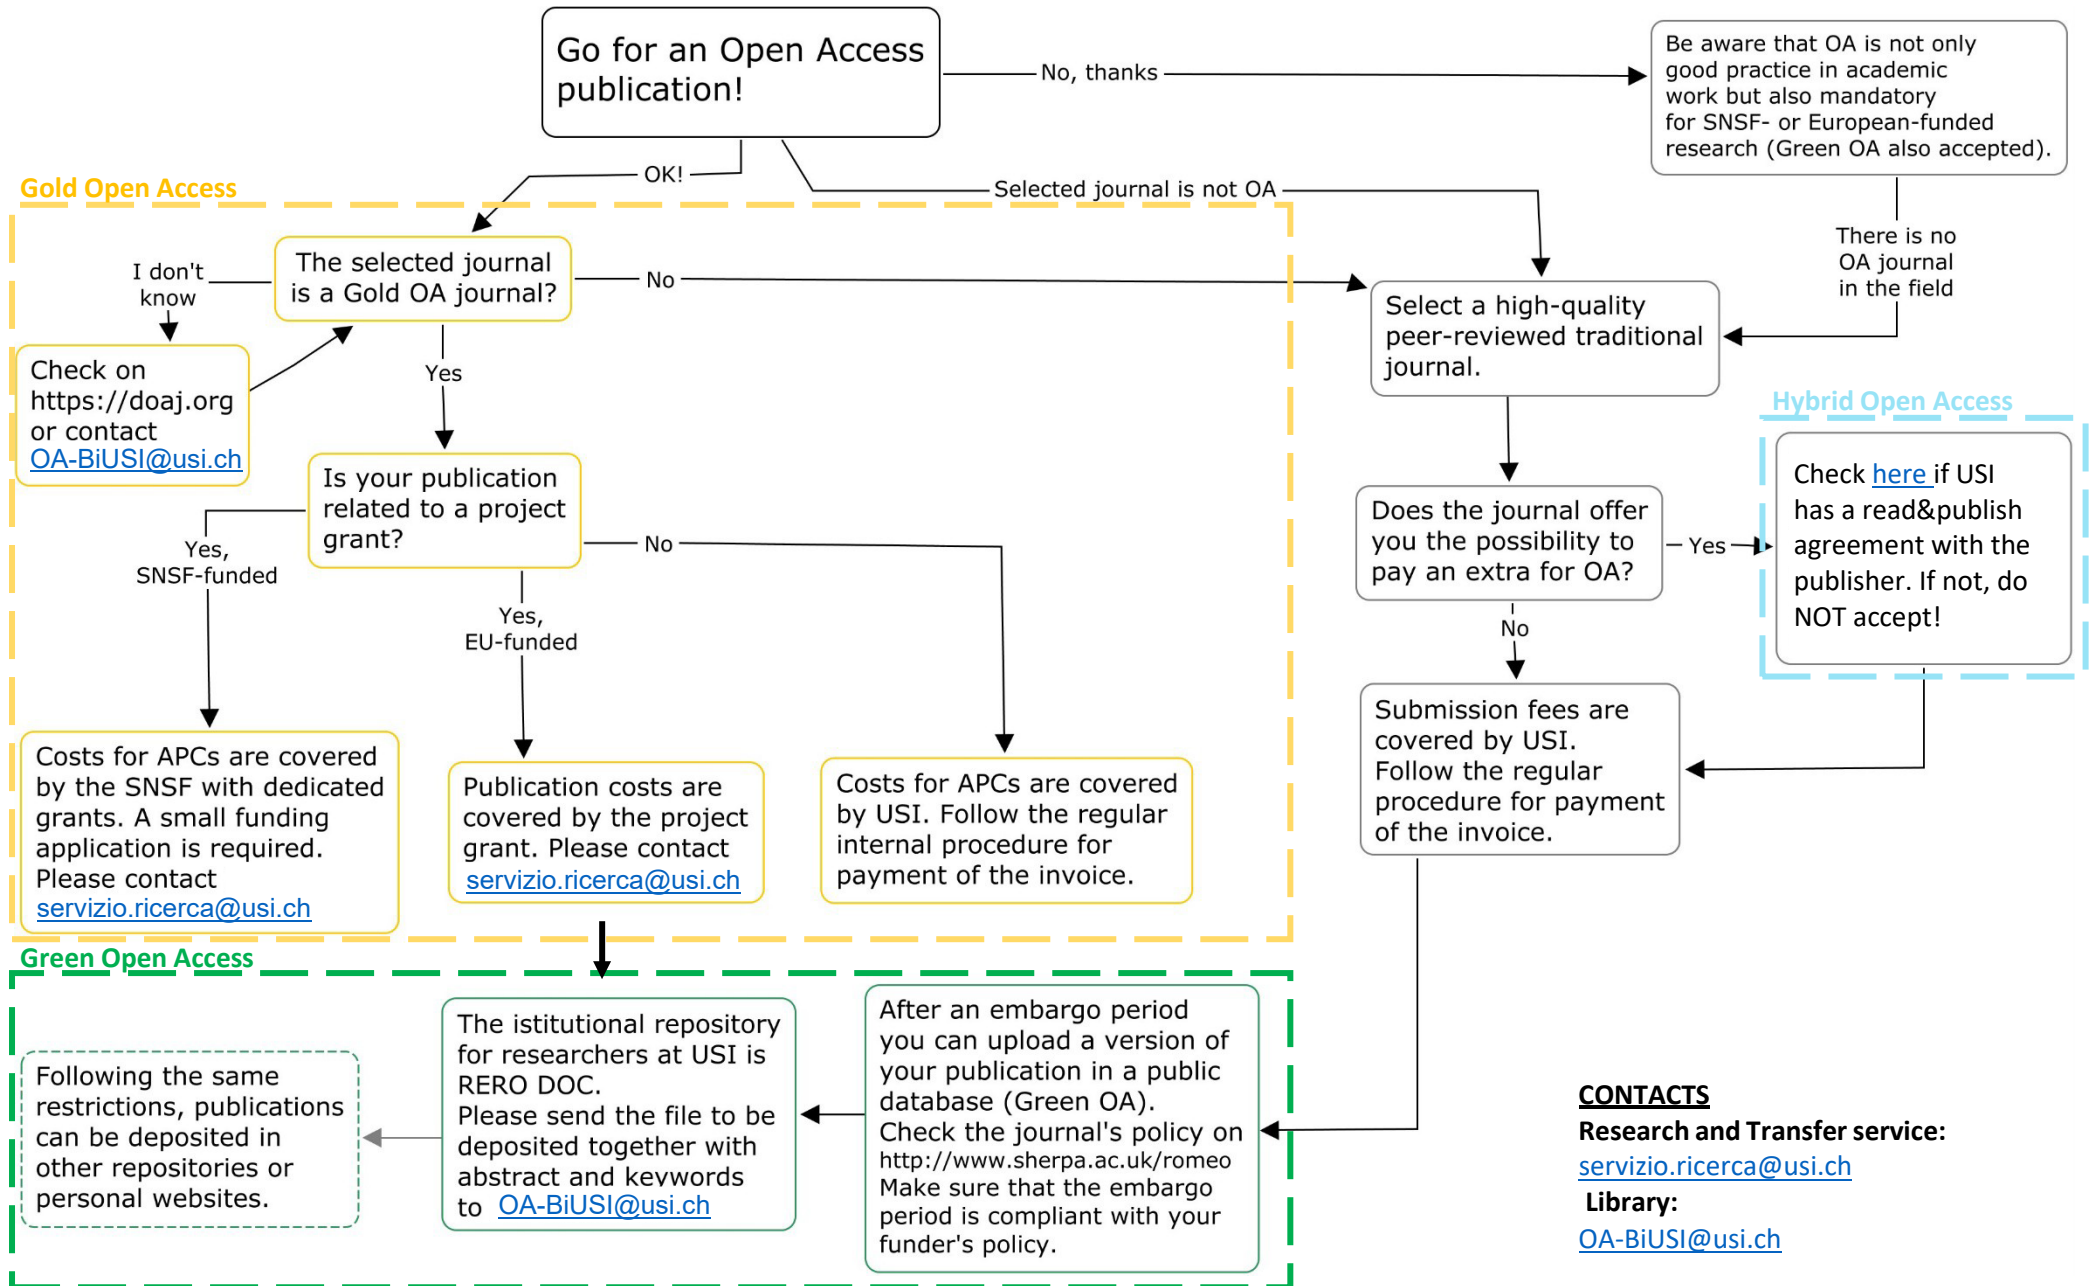 Go for an Open Access
publication!
No, thanks
Be aware that OA is not only
good practice in academic
work but also mandatory
for SNSF- or European-funded
research (Green OA also accepted).
OK!
Selected journal is not OA
There is no
OA journal
in the field
Gold Open Access
The selected journal
is a Gold OA journal?
I don't
know
No
Check on
https://doaj.org
or contact
OA-BiUSI@usi.ch
Yes
Is your publication
related to a project
grant?
Yes,
SNSF-funded
Yes,
EU-funded
No
Costs for APCs are covered
by the SNSF with dedicated
grants. A small funding
application is required.
Please contact
servizio.ricerca@usi.ch
Publication costs are
covered by the project
grant. Please contact
servizio.ricerca@usi.ch
Costs for APCs are covered
by USI. Follow the regular
internal procedure for
payment of the invoice.
Select a high-quality
peer-reviewed traditional
journal.
Does the journal offer
you the possibility to
pay an extra for OA?
Yes
No
Hybrid Open Access
Check here if USI
has a read&publish
agreement with the
publisher. If not, do
NOT accept!
Submission fees are
covered by USI.
Follow the regular
procedure for payment
of the invoice.
Green Open Access
Following the same
restrictions, publications
can be deposited in
other repositories or
personal websites.
The istitutional repository
for researchers at USI is
RERO DOC.
Please send the file to be
deposited together with
abstract and keywords
to OA-BiUSI@usi.ch
After an embargo period
you can upload a version of
your publication in a public
database (Green OA).
Check the journal's policy on
http://www.sherpa.ac.uk/romeo
Make sure that the embargo
period is compliant with your
funder's policy.
CONTACTS
Research and Transfer service:
servizio.ricerca@usi.ch
Library:
OA-BiUSI@usi.ch